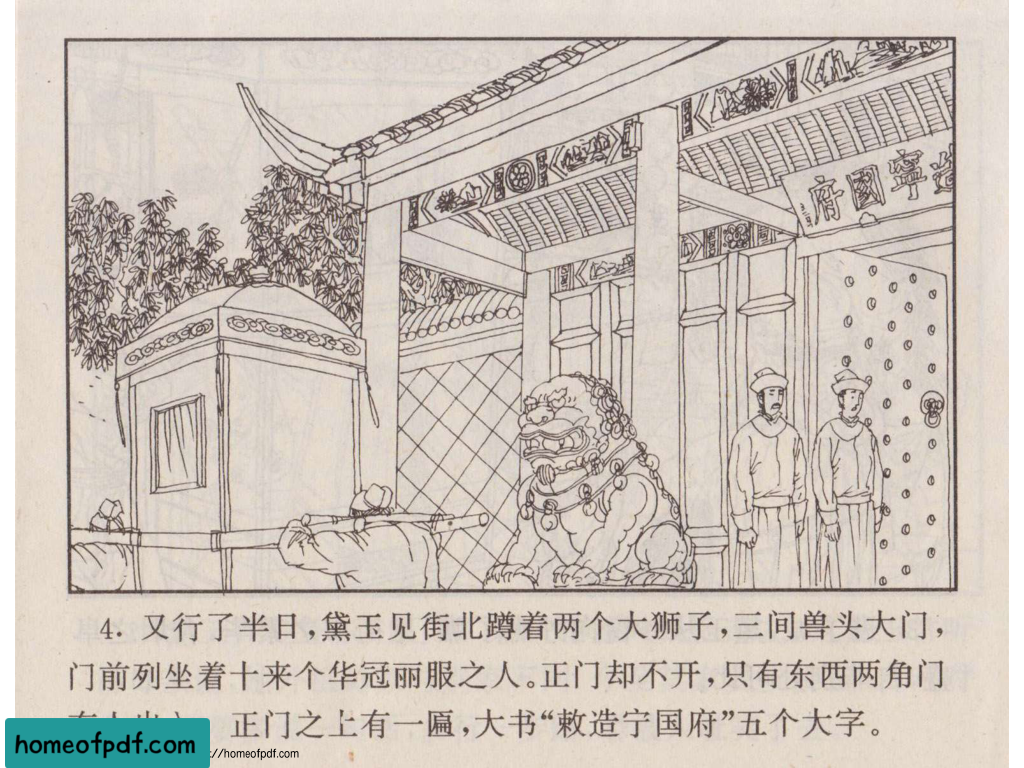 造寧國府
4. 又行了半日，黛玉见街北蹲着两个大狮子，三间兽头大门，
门前列坐着十来个华冠丽服之人。正门却不开，只有东西两角门
正门之上有一匾，大书“敕造宁国府”五个大字。
homeofpdf.com
://homeofpdf.com